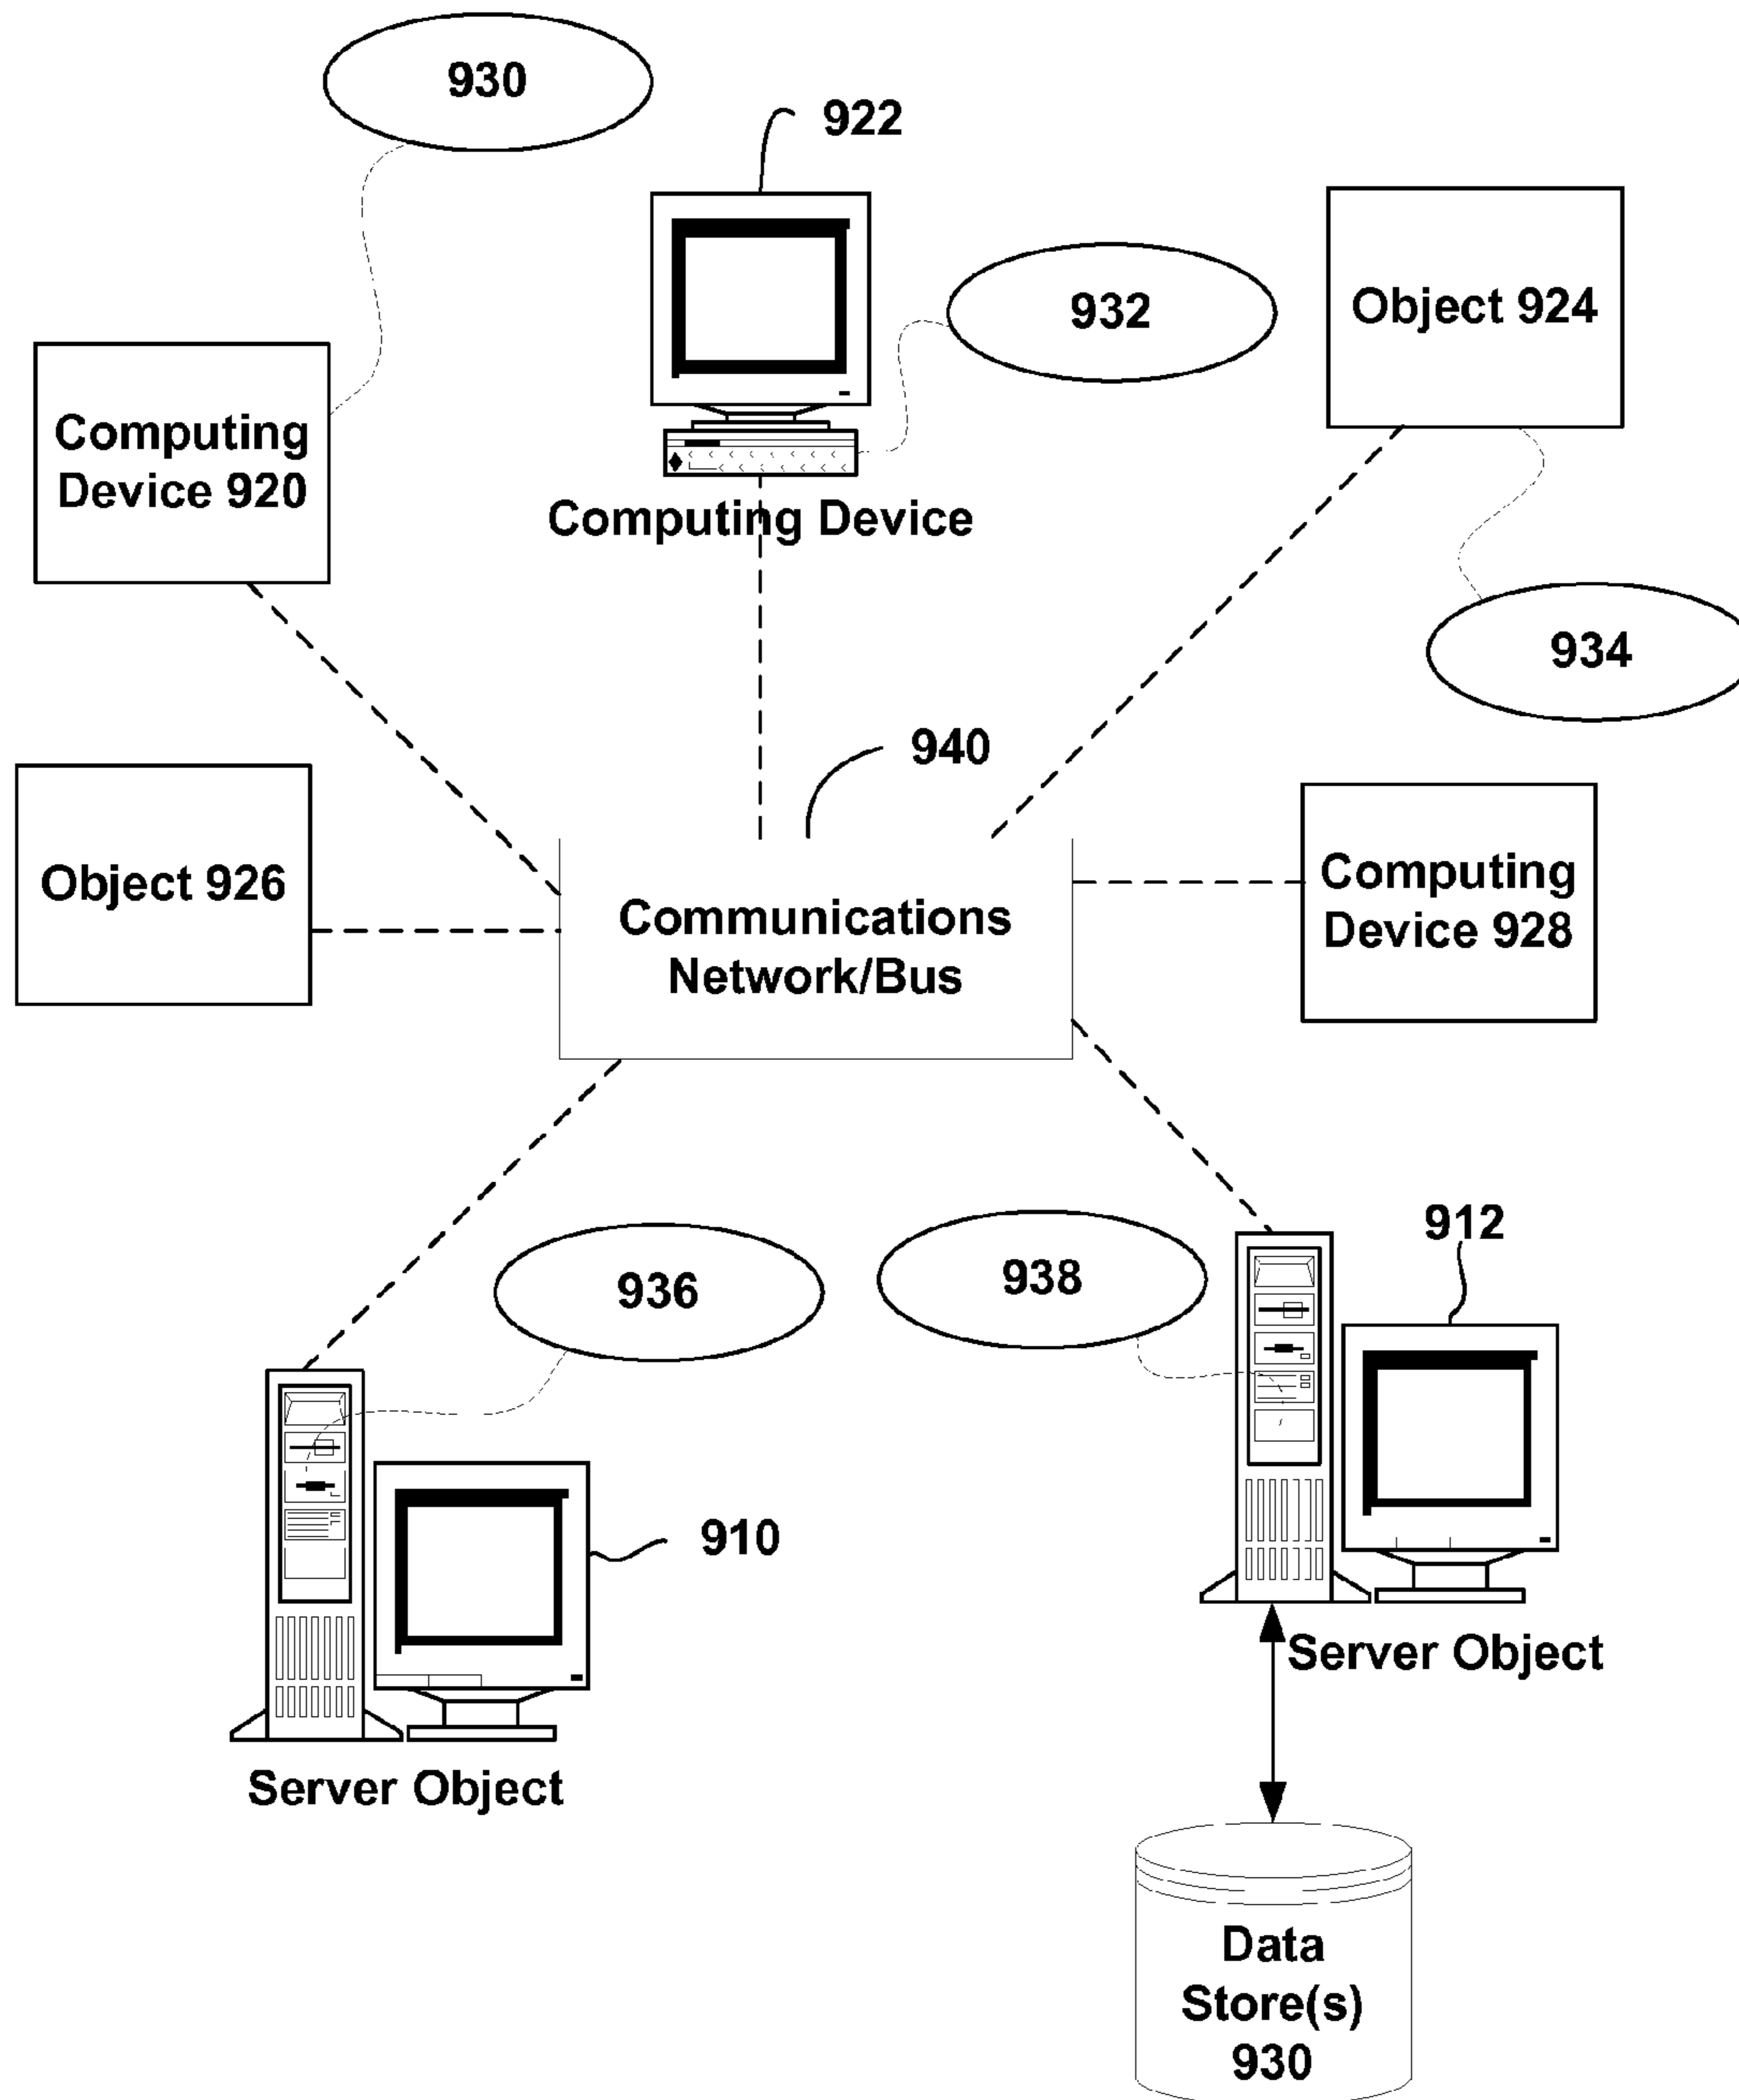 930
922
932
Object 924
Computing
Device 920
Computing Device
934
940
Object 926
Communications
Network/Bus
Computing
Device 928
936
938
912
910
Server Object
Server Object
Data
Store(s)
930